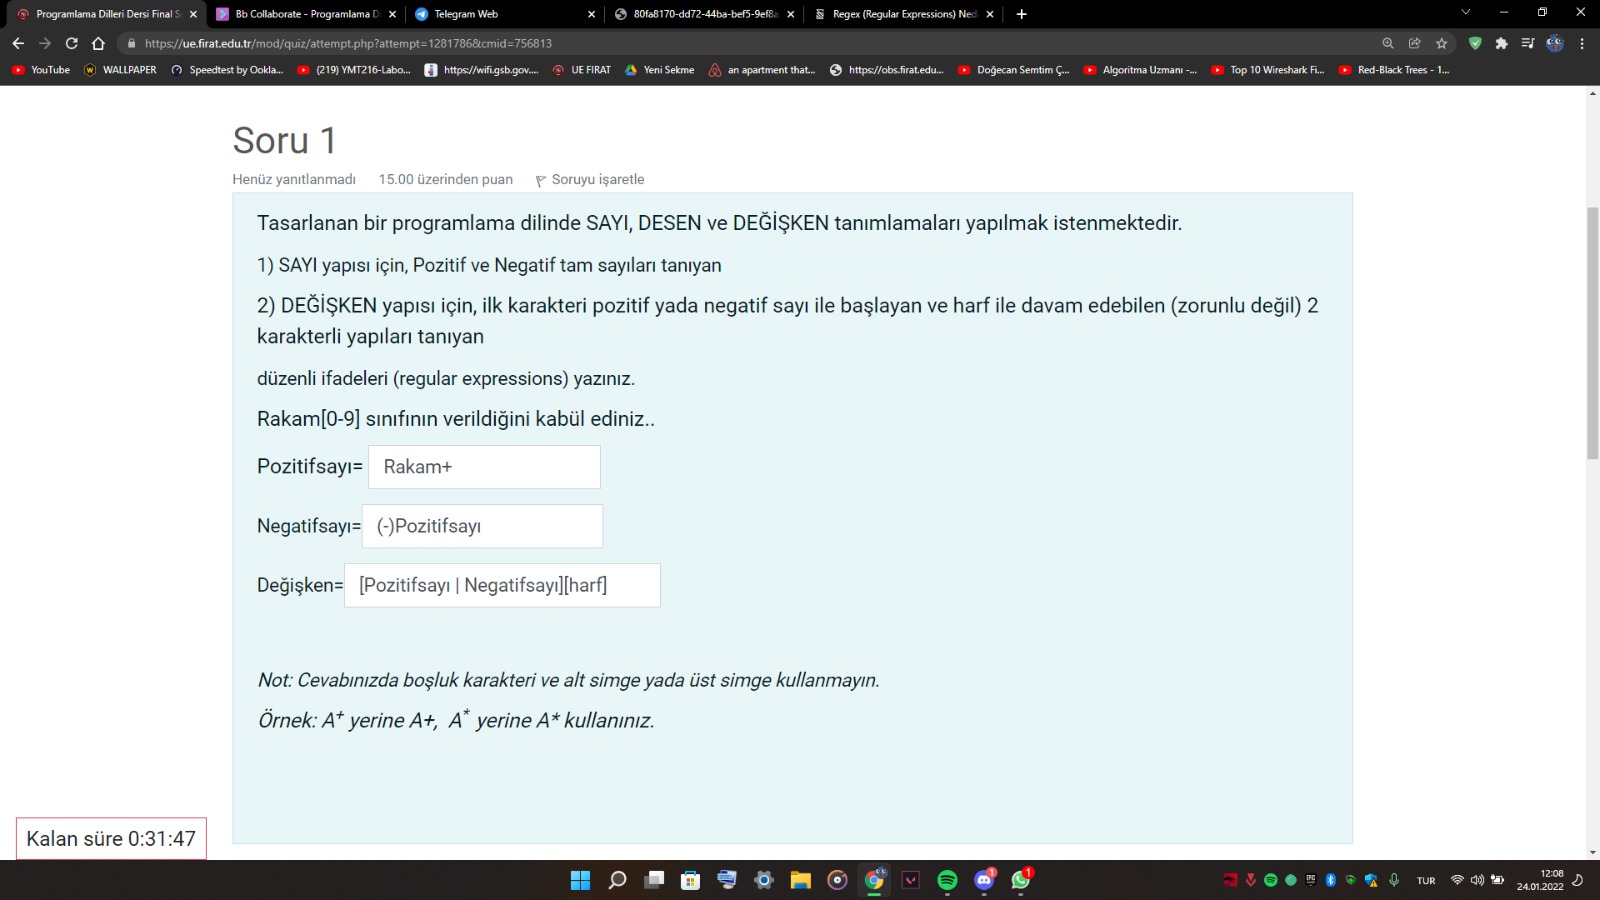 Programlama Dilleri Dersi Final S
Bb Collaborate - Programlama D
Telegram Web
80fa8170-dd72-44ba-bef5-9ef8a
Regex (Regular Expressions) Ned
https://ue.firat.edu.tr/mod/quiz/attempt.php?attempt=1281786&cmid=756813
YouTube
WALLPAPER
Speedtest by Ookla...
(219) YMT216-Labo...
https://wifi.gsb.gov....
UE FIRAT
Yeni Sekme
an apartment that...
https://obs.firat.edu...
Doğecan Semtim Ç...
Algoritma Uzmanı -...
Top 10 Wireshark Fi...
Red-Black Trees - 1...
Soru 1
Henüz yanıtlanmadı 15.00 üzerinden puan Soruyu işaretle
Tasarlanan bir programlama dilinde SAYI, DESEN ve DEĞİŞKEN tanımlamaları yapılmak istenmektedir.
1) SAYI yapısı için, Pozitif ve Negatif tam sayıları tanıyan
2) DEĞİŞKEN yapısı için, ilk karakteri pozitif yada negatif sayı ile başlayan ve harf ile davam edebilen (zorunlu değil) 2
karakterli yapıları tanıyan
düzenli ifadeleri (regular expressions) yazınız.
Rakam[0-9] sınıfının verildiğini kabül ediniz..
Pozitifsayı= Rakam+
Negatifsayı= (-)Pozitifsayı
Değişken= [Pozitifsayı | Negatifsayı][harf]
Not: Cevabınızda boşluk karakteri ve alt simge yada üst simge kullanmayın.
Örnek: A+ yerine A+, A* yerine A* kullanınız.
Kalan süre 0:31:47
1
1
EPIC
TUR
12:08
24.01.2022